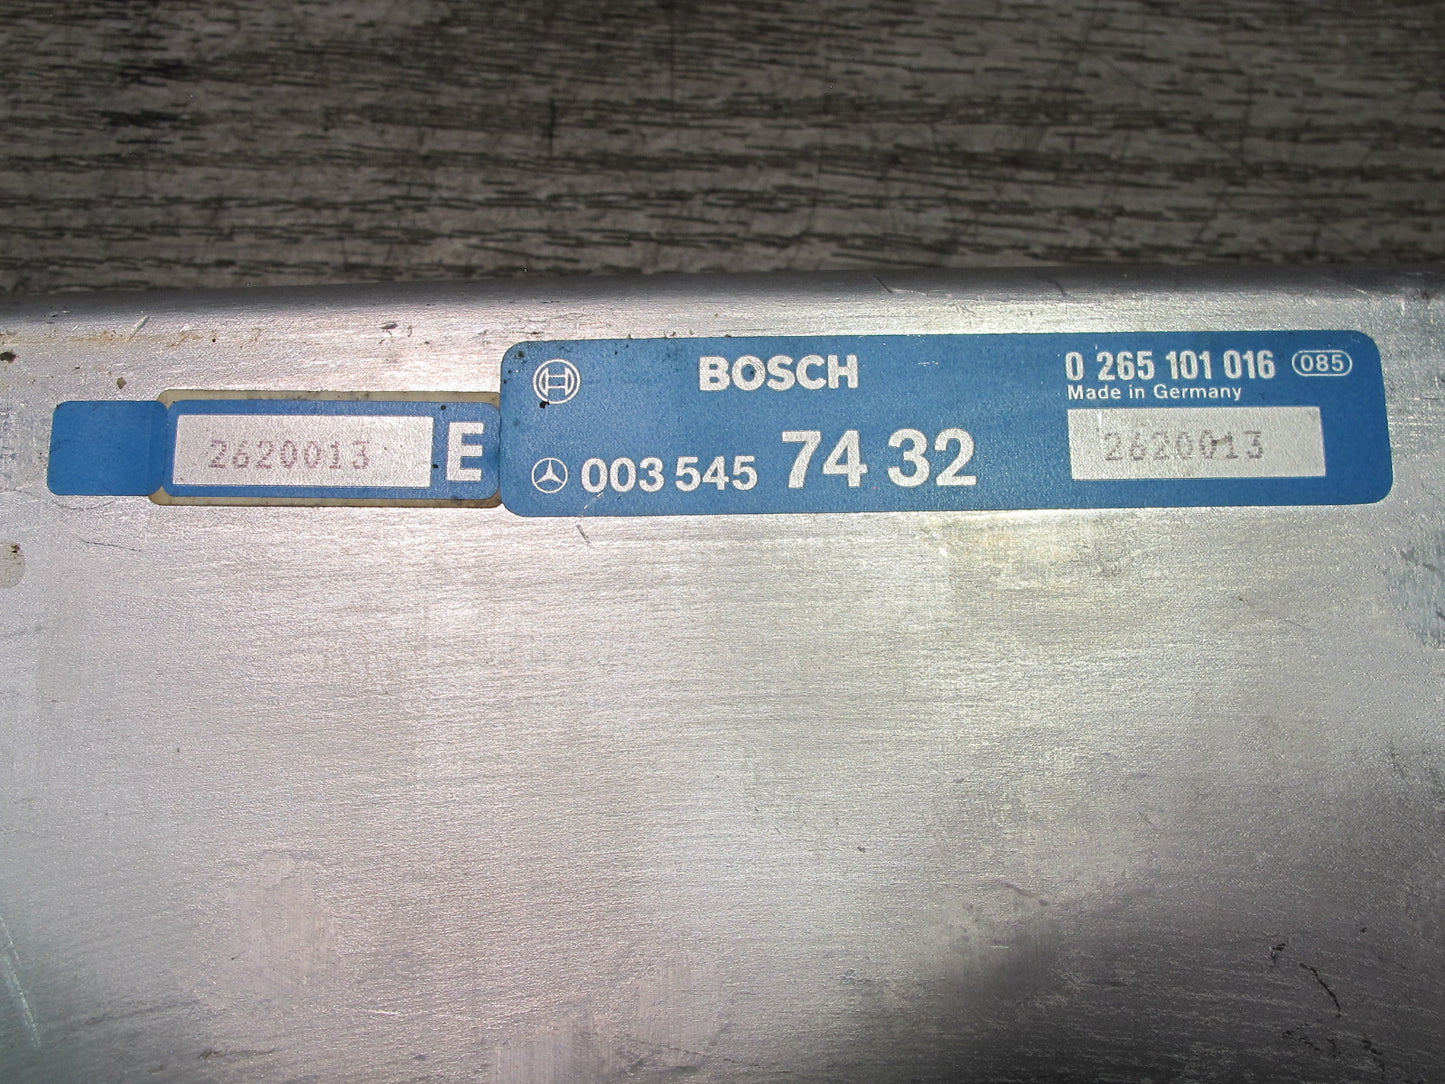 BOSCH
0 265 101 016 085
Made in Germany
2620013 E
003 545 74 32
2620013